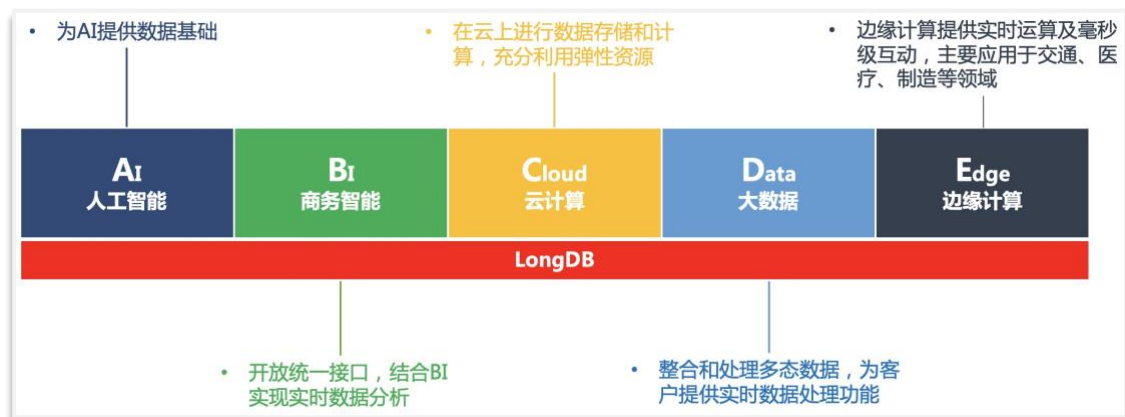 • 为AI提供数据基础
• 在云上进行数据存储和计
算，充分利用弹性资源
• 边缘计算提供实时运算及毫秒
级互动，主要应用于交通、医
疗、制造等领域
AI
人工智能
BI
商务智能
Cloud
云计算
Data
大数据
Edge
边缘计算
LongDB
• 开放统一接口，结合BI
实现实时数据分析
• 整合和处理多态数据，为客
户提供实时数据处理功能